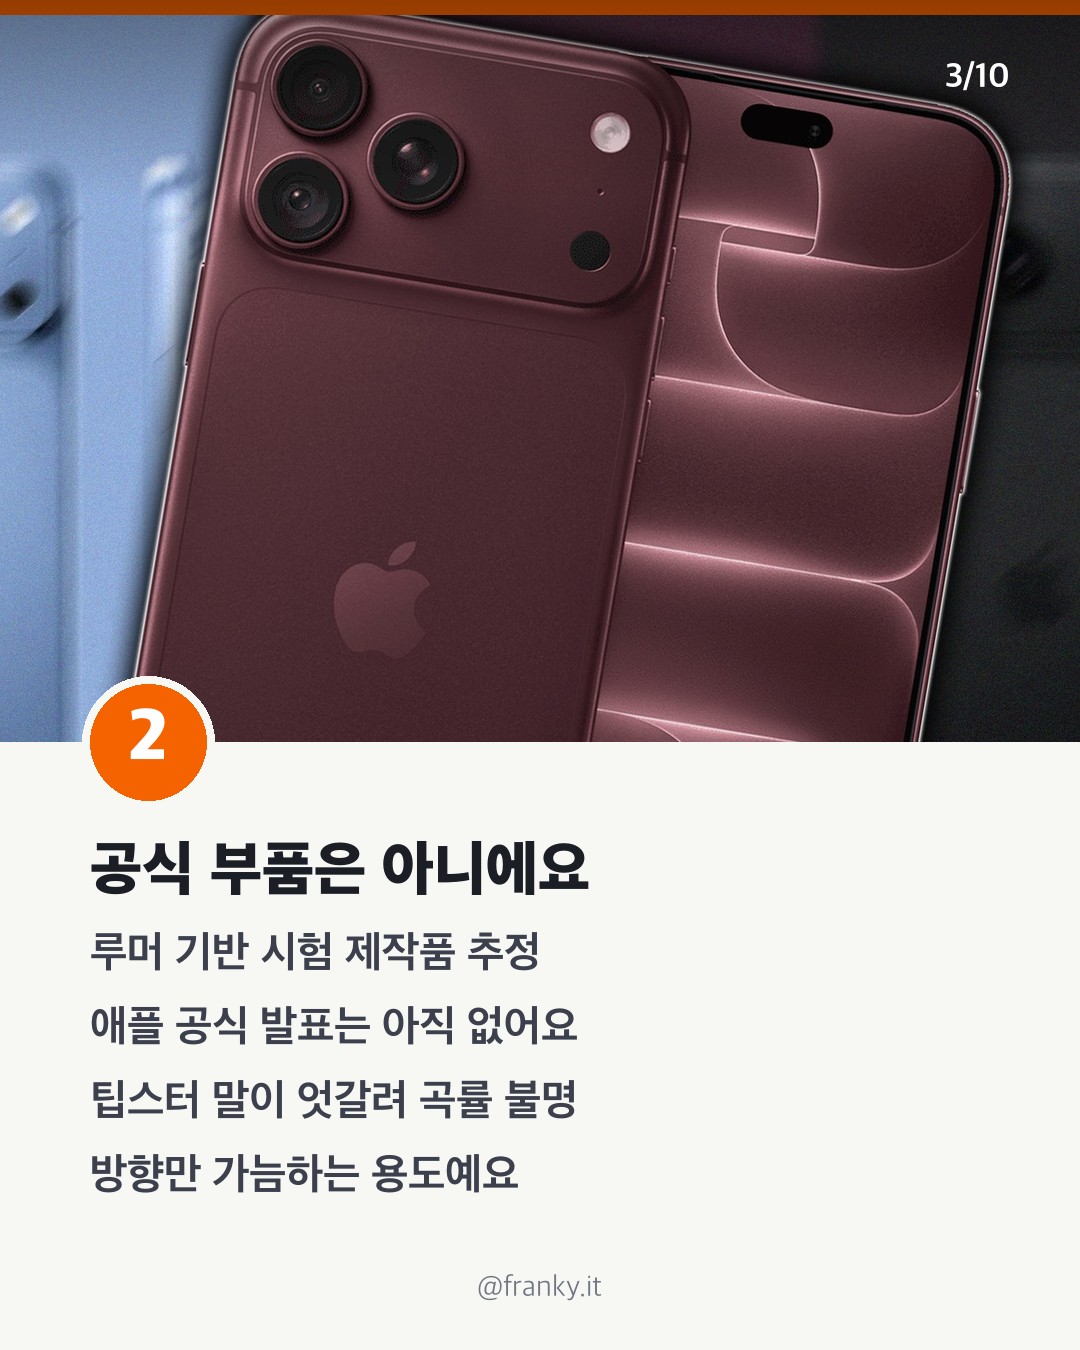 3/10
2
공식 부품은 아니에요
루머 기반 시험 제작품 추정
애플 공식 발표는 아직 없어요
팁스터 말이 엇갈려 곡률 불명
방향만 가늠하는 용도예요
@franky.it